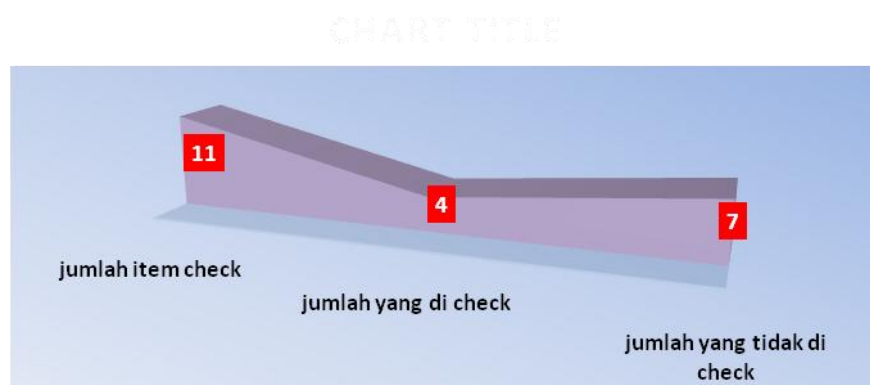 CHART TITLE
11
4
7
jumlah item check
jumlah yang di check
jumlah yang tidak di
check